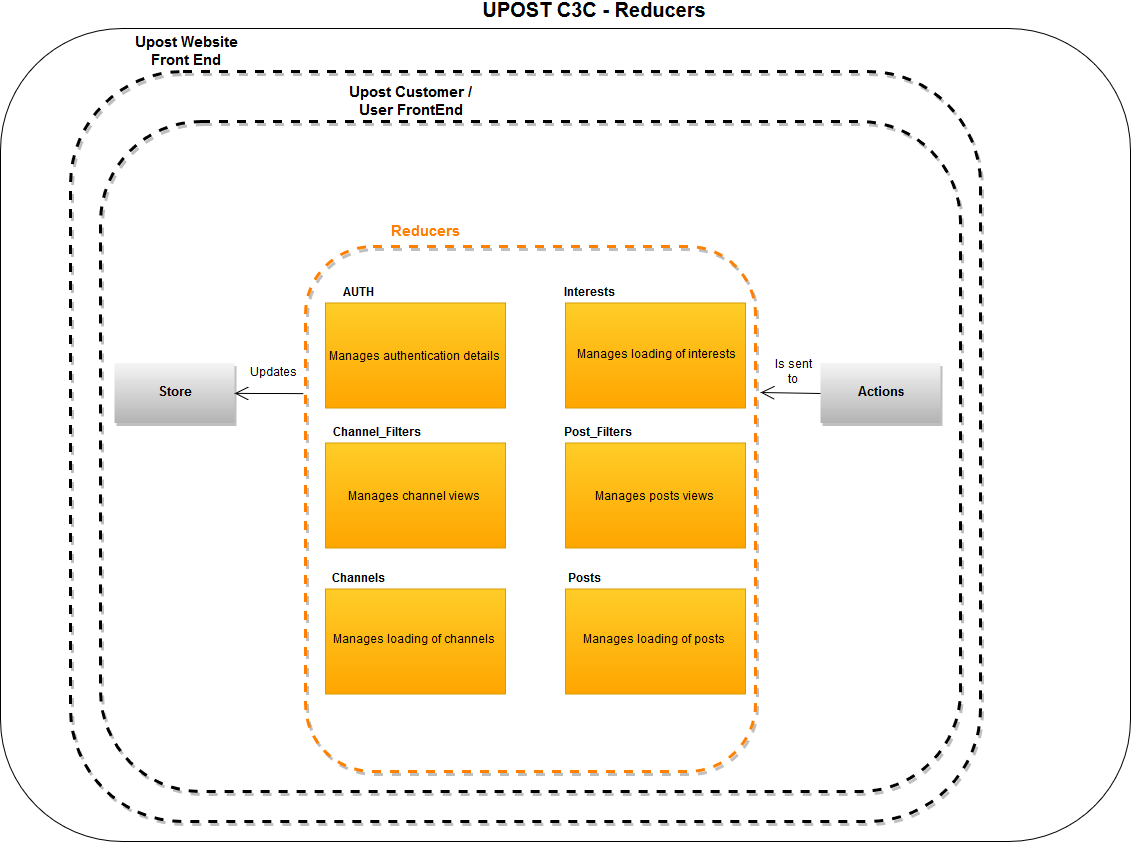 UPOST C3C - Reducers
Upost Website
Front End
Upost Customer /
User FrontEnd
Reducers
AUTH
Interests
Manages authentication details
Manages loading of interests
Store
Updates
Is sent
to
Actions
Channel_Filters
Post_Filters
Manages channel views
Manages posts views
Channels
Posts
Manages loading of channels
Manages loading of posts